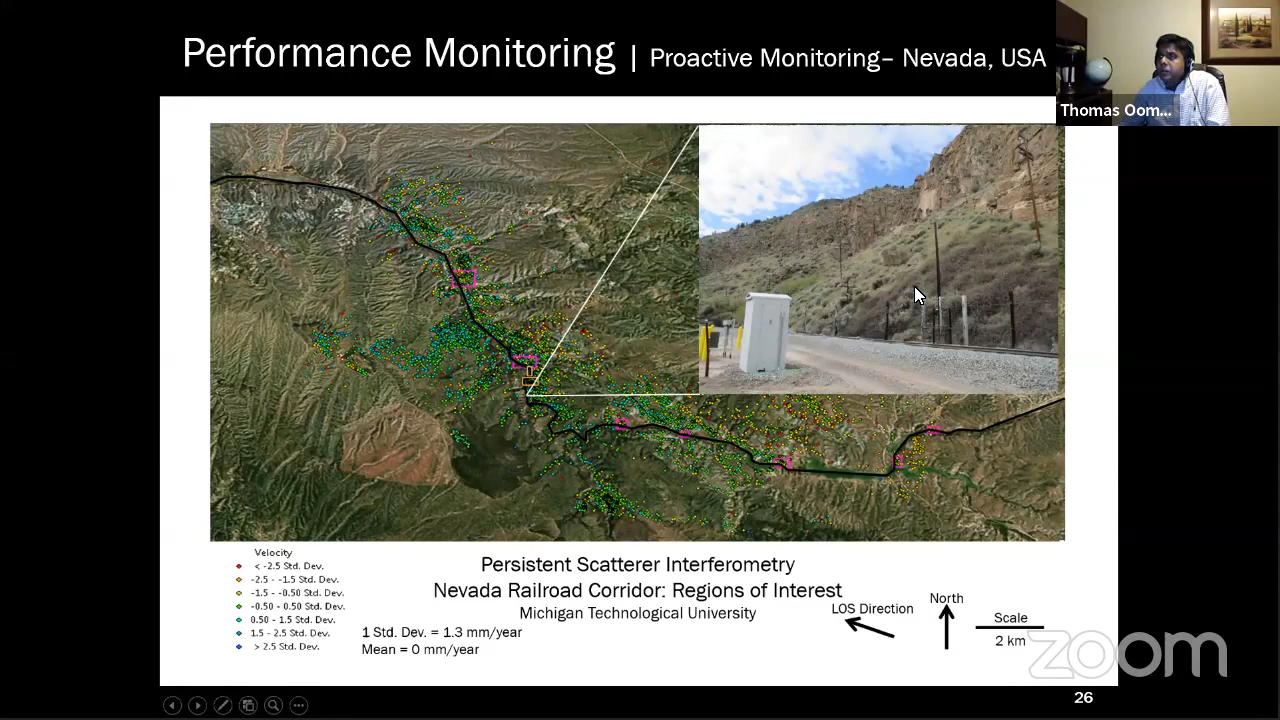 Performance Monitoring | Proactive Monitoring– Nevada, USA
Thomas Oom...
Velocity
< -2.5 Std. Dev.
-2.5 - -1.5 Std. Dev.
-1.5 - -0.50 Std. Dev.
-0.50 - 0.50 Std. Dev.
0.50 - 1.5 Std. Dev.
1.5 - 2.5 Std. Dev.
> 2.5 Std. Dev.
Persistent Scatterer Interferometry
Nevada Railroad Corridor: Regions of Interest
Michigan Technological University
1 Std. Dev. = 1.3 mm/year
Mean = 0 mm/year
LOS Direction
North
Scale
2 km
zoom
26